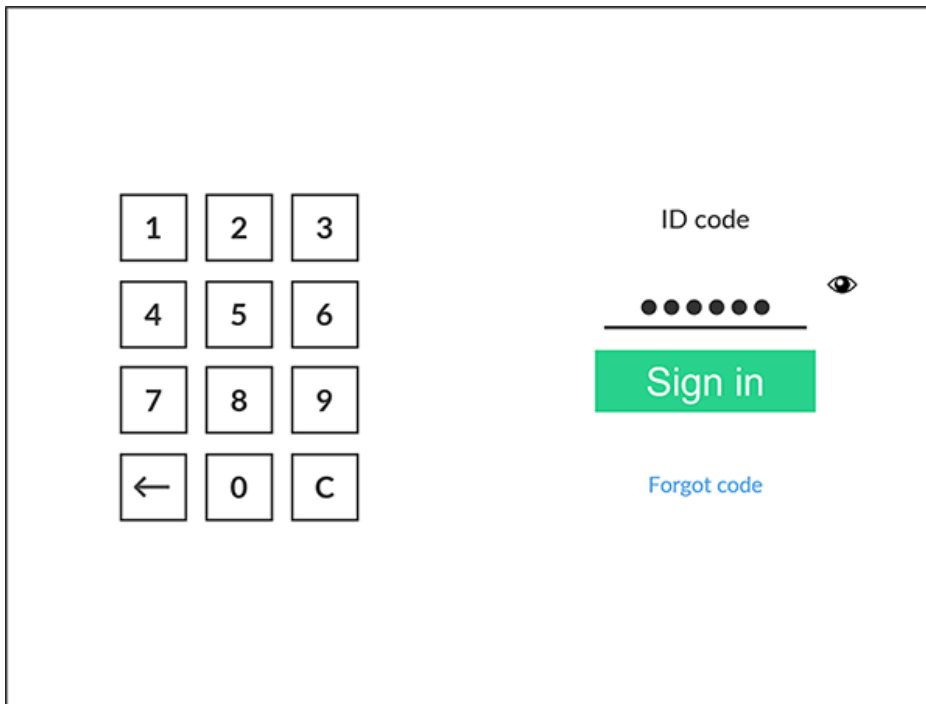 1 2 3
4 5 6
7 8 9
← 0 C
ID code
●●●●●●
Sign in
Forgot code